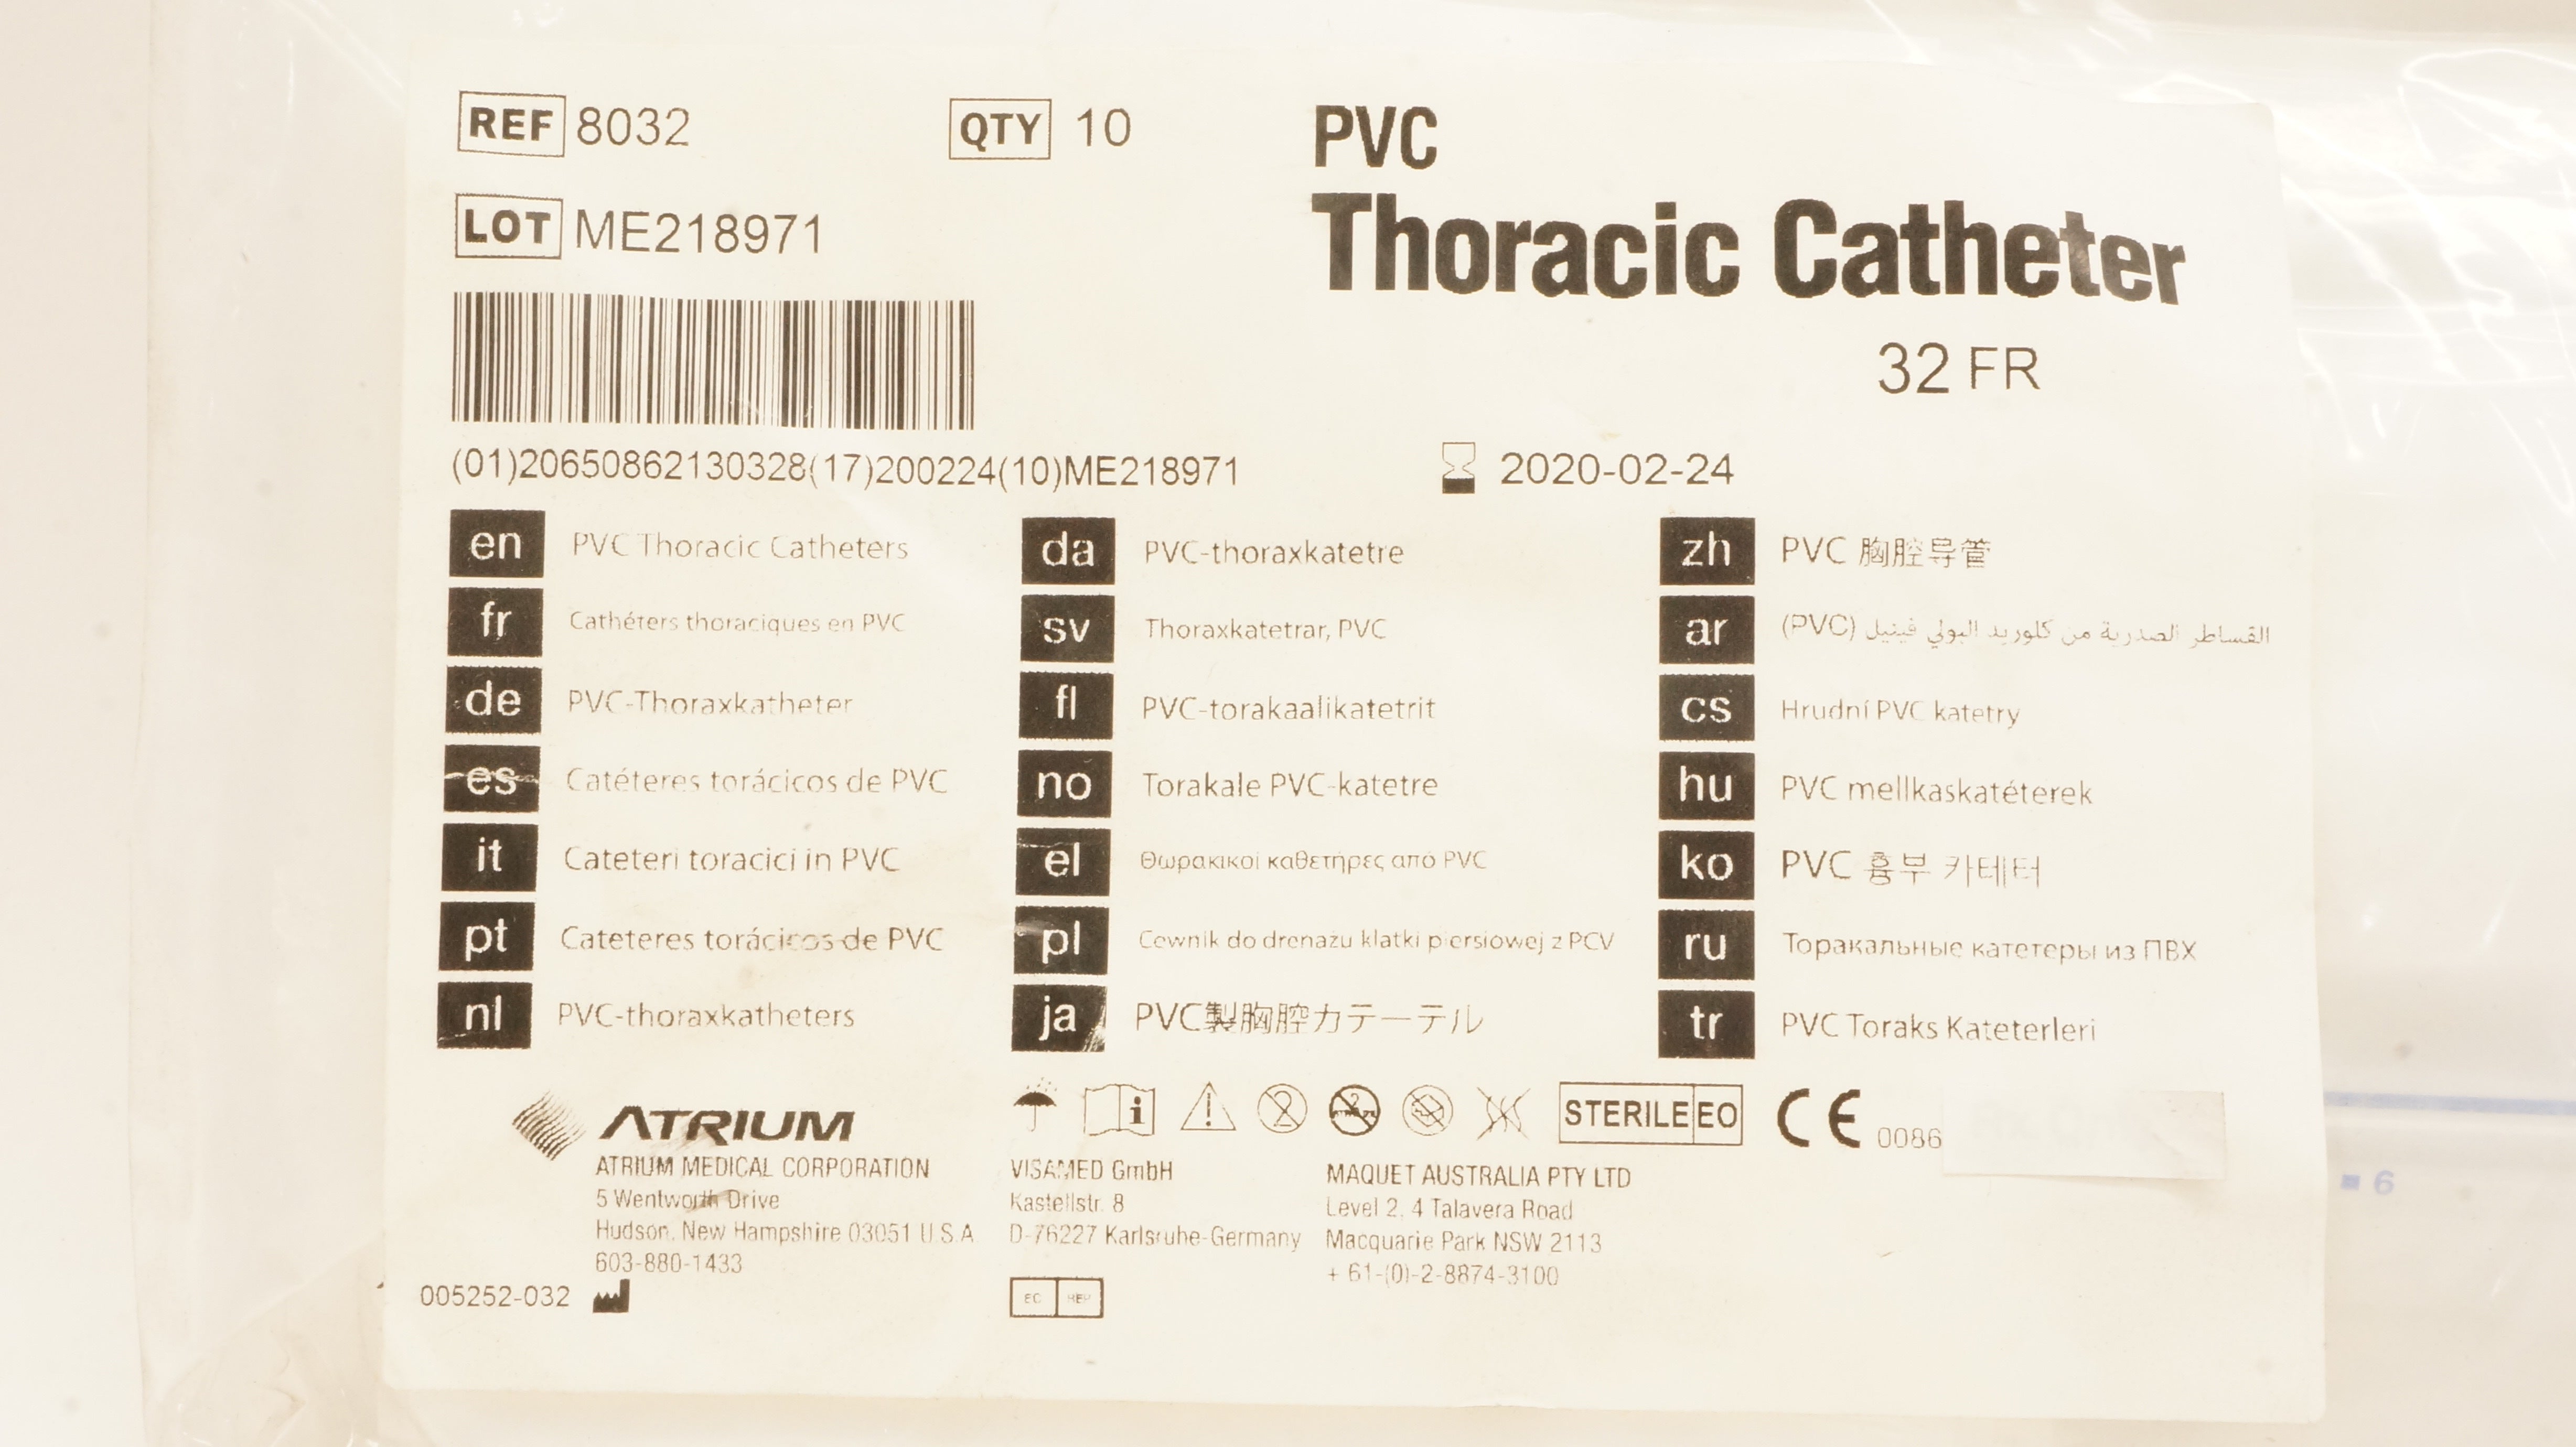 REF 8032
QTY 10
LOT ME218971
PVC
Thoracic Catheter
32 FR
(01)20650862130328(17)200224(10)ME218971
2020-02-24
en PVC Thoracic Catheters
fr Cathéters thoraciques en PVC
de PVC-Thoraxkatheter
es Catéteres torácicos de PVC
it Cateteri toracici in PVC
pt Cateteres torácicos de PVC
nl PVC-thoraxkatheters
da PVC-thoraxkatetre
sv Thoraxkatetrar, PVC
fl PVC-torakaalikatetrit
no Torakale PVC-katetre
el Θωρακικοί καθετήρες από PVC
pl Cewnik do drenażu klatki piersiowej z PCV
ja PVC製胸腔カテーテル
zh PVC 胸腔导管
ar القساطر الصدرية من كلوريد البولي فينيل (PVC)
cs Hrudní PVC katetry
hu PVC mellkaskatéterek
ko PVC 흉부 카테터
ru Торакальные катетеры из ПВХ
tr PVC Toraks Kateterleri
STERILE EO
CE 0086
ATRIUM
ATRIUM MEDICAL CORPORATION
5 Wentworth Drive
Hudson, New Hampshire 03051 U.S.A
603-880-1433
005252-032
VISAMED GmbH
Kastellstr. 8
D-76227 Karlsruhe-Germany
EC REP
MAQUET AUSTRALIA PTY LTD
Level 2, 4 Talavera Road
Macquarie Park NSW 2113
+ 61-(0)-2-8874-3100
6